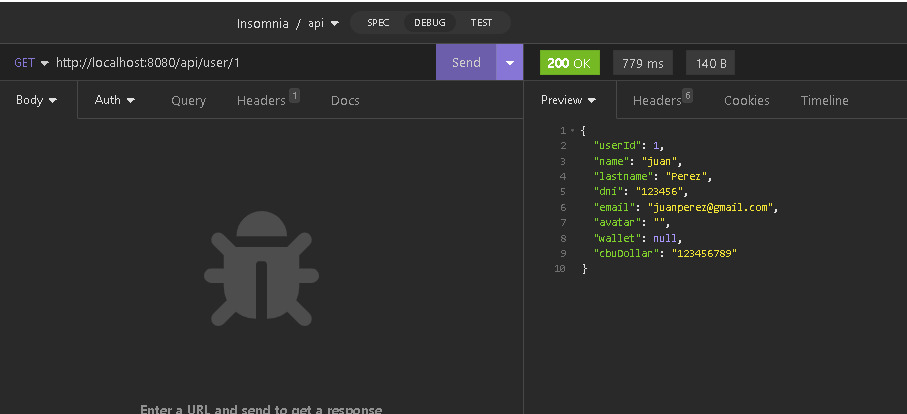 Insomnia / api SPEC DEBUG TEST
GET http://localhost:8080/api/user/1 Send
200 OK 779 ms 140 B
Body Auth Query Headers 1 Docs
Preview Headers 6 Cookies Timeline
1 {
2 "userId": 1,
3 "name": "juan",
4 "lastname": "Perez",
5 "dni": "123456",
6 "email": "juanperez@gmail.com",
7 "avatar": "",
8 "wallet": null,
9 "cbuDollar": "123456789"
10 }
Enter a URL and send to get a response